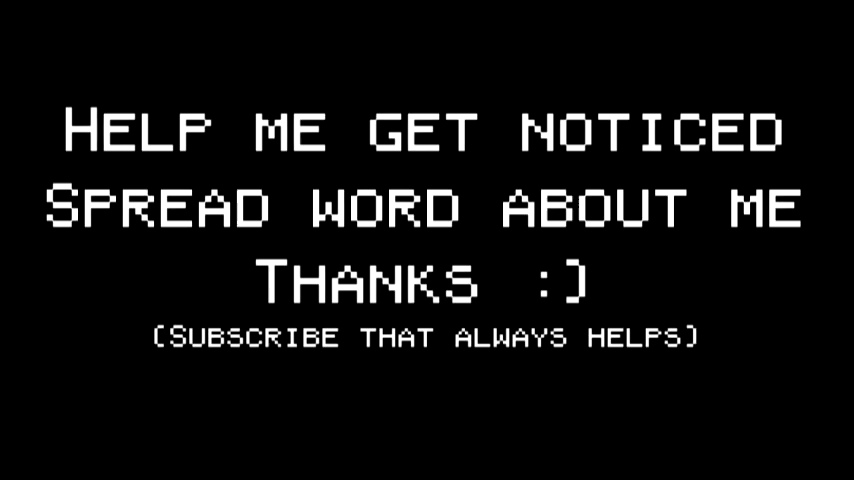 Help me get noticed
Spread word about me
Thanks :)
(Subscribe that always helps)